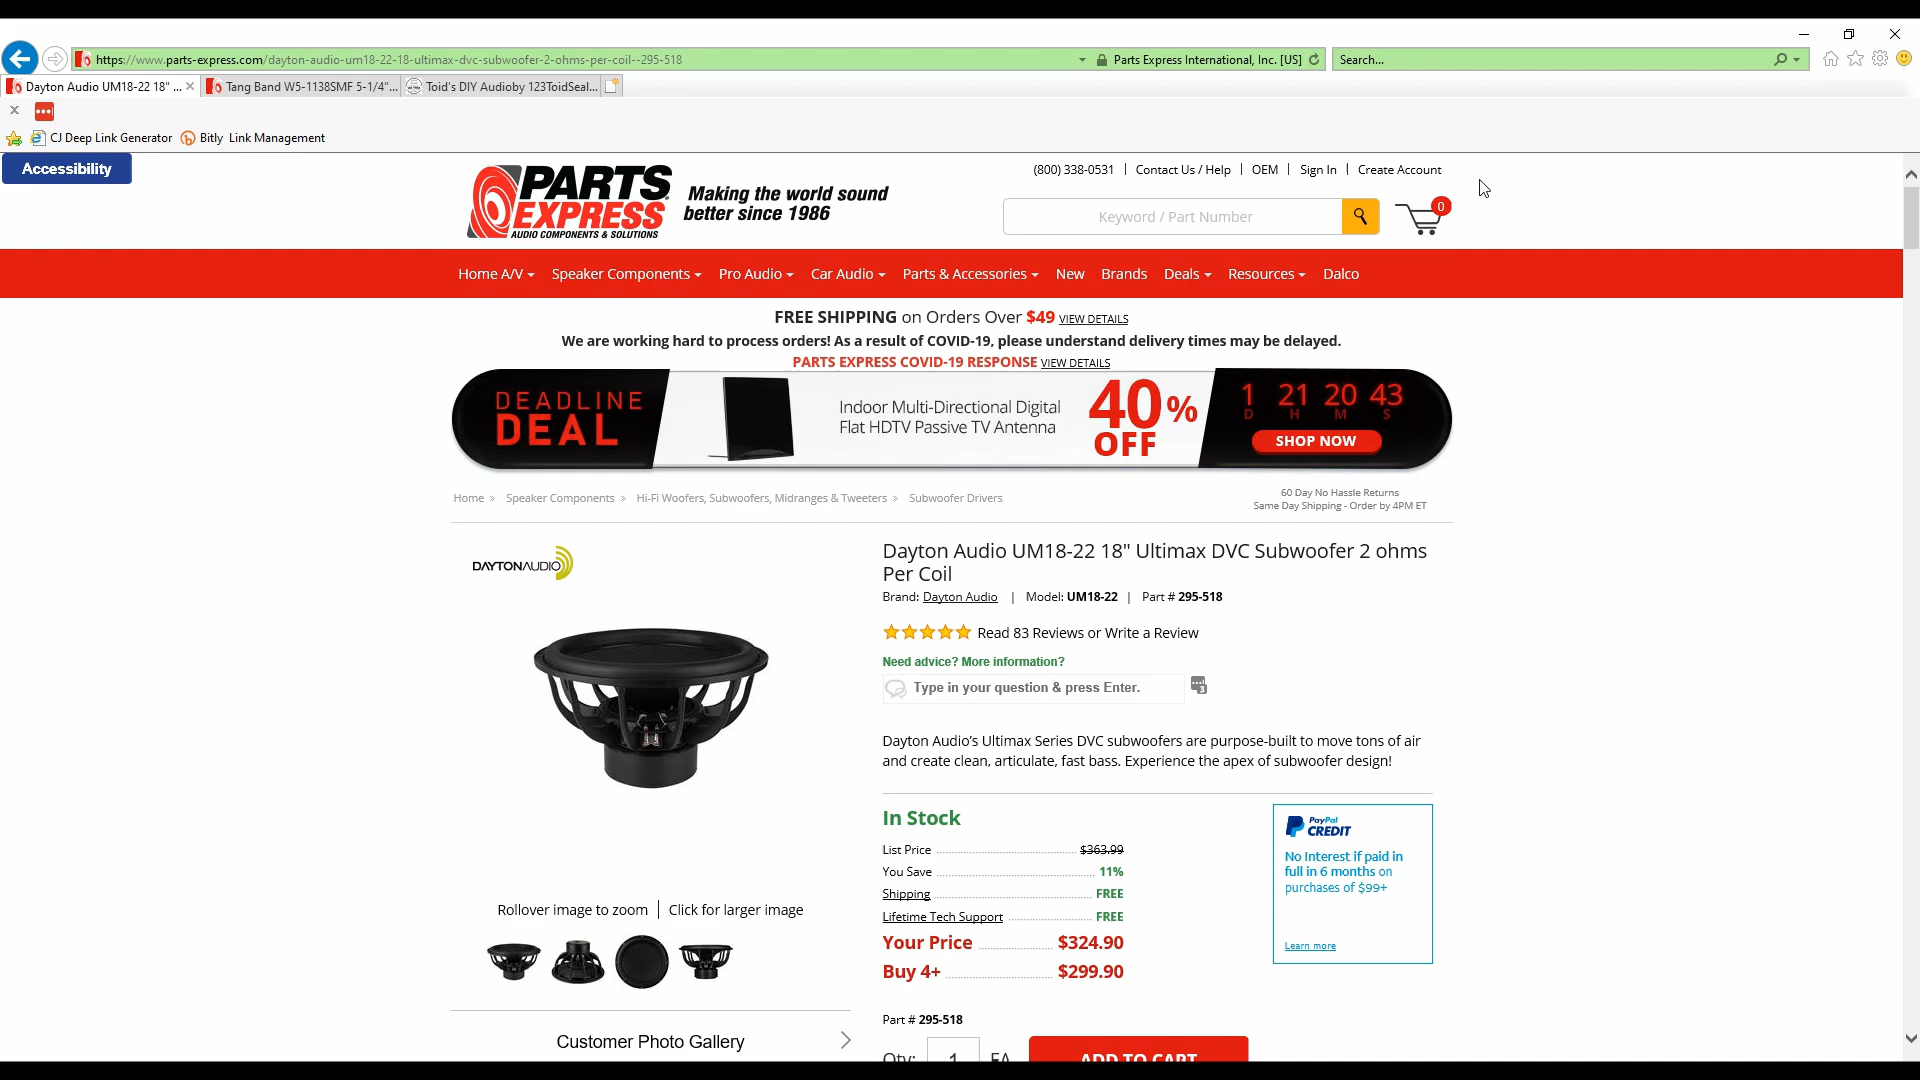 https://www.parts-express.com/dayton-audio-um18-22-18-ultimax-dvc-subwoofer-2-ohms-per-coil--295-518
Parts Express International, Inc. [US]
Search...
Dayton Audio UM18-22 18" ...
Tang Band W5-1138SMF 5-1/4"...
Toid's DIY Audioby 123ToidSeal...
CJ Deep Link Generator
Bitly Link Management
Accessibility
PARTS EXPRESS
AUDIO COMPONENTS & SOLUTIONS
Making the world sound
better since 1986
(800) 338-0531 | Contact Us / Help | OEM | Sign In | Create Account
Keyword / Part Number
0
Home A/V Speaker Components Pro Audio Car Audio Parts & Accessories New Brands Deals Resources Dalco
FREE SHIPPING on Orders Over $49 VIEW DETAILS
We are working hard to process orders! As a result of COVID-19, please understand delivery times may be delayed.
PARTS EXPRESS COVID-19 RESPONSE VIEW DETAILS
DEADLINE
DEAL
Indoor Multi-Directional Digital
Flat HDTV Passive TV Antenna
40%
OFF
1 21 20 43
D H M S
SHOP NOW
Home » Speaker Components » Hi-Fi Woofers, Subwoofers, Midranges & Tweeters » Subwoofer Drivers
60 Day No Hassle Returns
Same Day Shipping - Order by 4PM ET
DAYTONAUDIO
Dayton Audio UM18-22 18" Ultimax DVC Subwoofer 2 ohms
Per Coil
Brand: Dayton Audio | Model: UM18-22 | Part # 295-518
Read 83 Reviews or Write a Review
Need advice? More information?
Type in your question & press Enter.
3
Dayton Audio’s Ultimax Series DVC subwoofers are purpose-built to move tons of air
and create clean, articulate, fast bass. Experience the apex of subwoofer design!
In Stock
List Price $363.99
You Save 11%
Shipping FREE
Lifetime Tech Support FREE
Your Price $324.90
Buy 4+ $299.90
PayPal
CREDIT
No Interest if paid in
full in 6 months on
purchases of $99+
Learn more
Rollover image to zoom | Click for larger image
Customer Photo Gallery
Part # 295-518
Qty: 1 EA
ADD TO CART